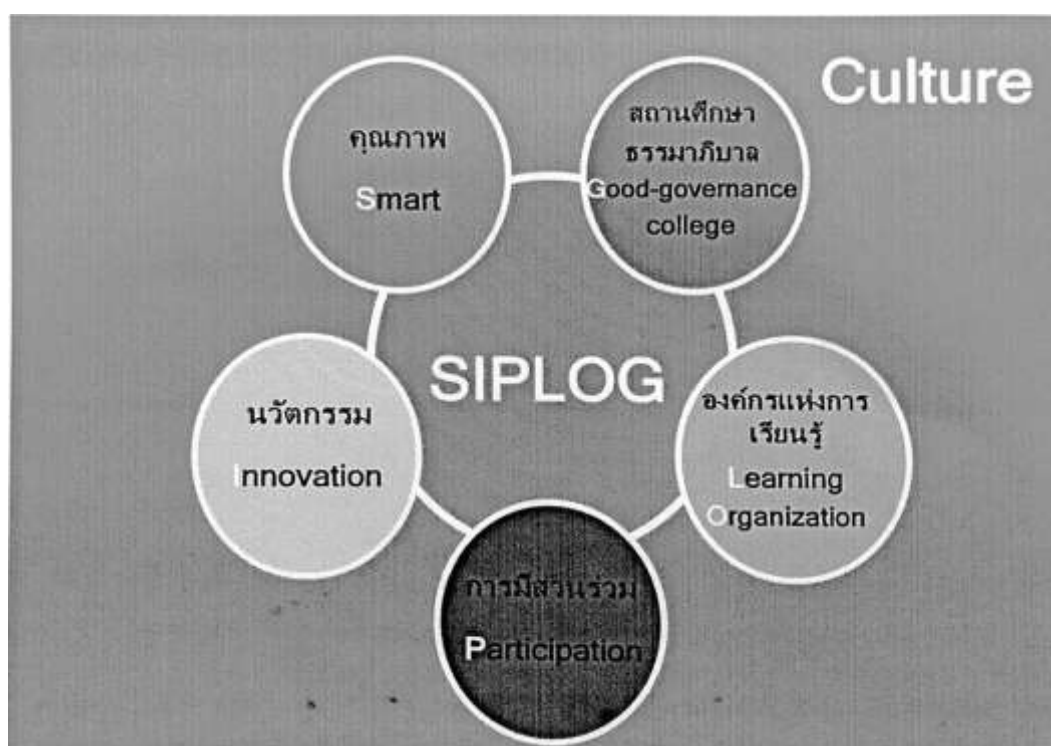 Culture
คุณภาพ
Smart
สถานศึกษา
ธรรมาภิบาล
Good-governance
college
SIPLOG
นวัตกรรม
Innovation
องค์กรแห่งการ
เรียนรู้
Learning
Organization
การมีส่วนร่วม
Participation